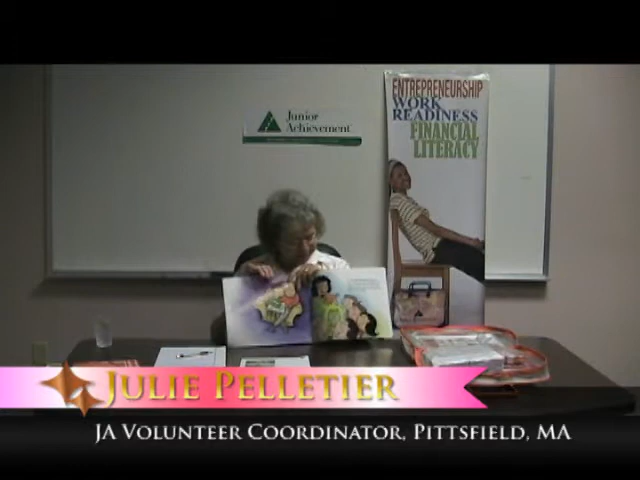 ENTREPRENEURSHIP
WORK
READINESS
FINANCIAL
LITERACY
Junior
Achievement
JULIE PELLETIER
JA VOLUNTEER COORDINATOR, PITTSFIELD, MA